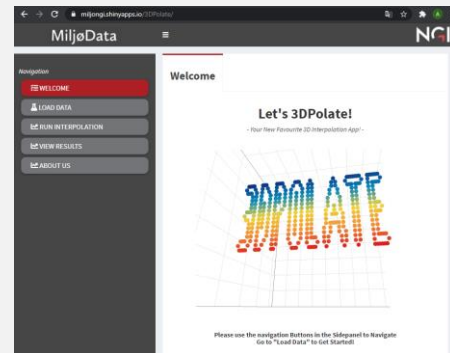 miljongi.shinyapps.io/3DPolate/
MiljøData
NGI
Navigation
WELCOME
LOAD DATA
RUN INTERPOLATION
VIEW RESULTS
ABOUT US
Welcome
Let's 3DPolate!
- Your New Favourite 3D Interpolation App! -
3DPOLATE
Please use the navigation Buttons in the Sidepanel to Navigate
Go to "Load Data" to Get Started!